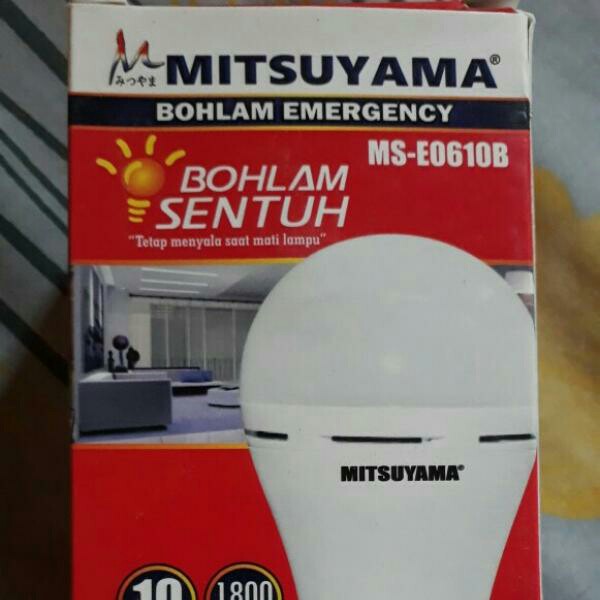 みつやま
MITSUYAMA®
BOHLAM EMERGENCY
MS-E0610B
BOHLAM
SENTUH
"Tetap menyala saat mati lampu"
MITSUYAMA®
10
1800